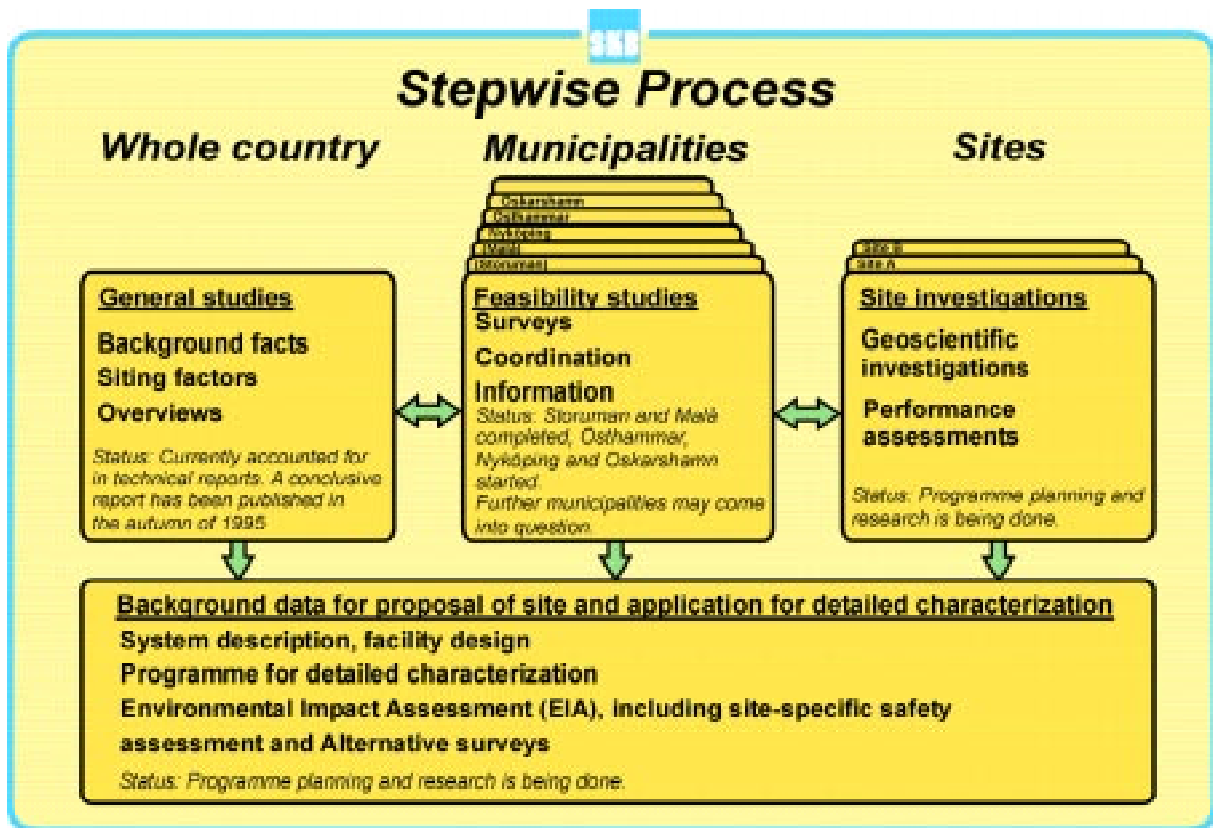 SKB
Stepwise Process
Whole country
Municipalities
Sites
Oskarshamn
Osthammar
Nyköping
(Malå)
(Storuman)
Site B
Site A
General studies
Background facts
Siting factors
Overviews
Status: Currently accounted for
in technical reports. A conclusive
report has been published in
the autumn of 1995
Feasibility studies
Surveys
Coordination
Information
Status: Storuman and Malå
completed, Osthammar,
Nyköping and Oskarshamn
started.
Further municipalities may come
into question.
Site investigations
Geoscientific
investigations
Performance
assessments
Status: Programme planning and
research is being done.
Background data for proposal of site and application for detailed characterization
System description, facility design
Programme for detailed characterization
Environmental Impact Assessment (EIA), including site-specific safety
assessment and Alternative surveys
Status: Programme planning and research is being done.